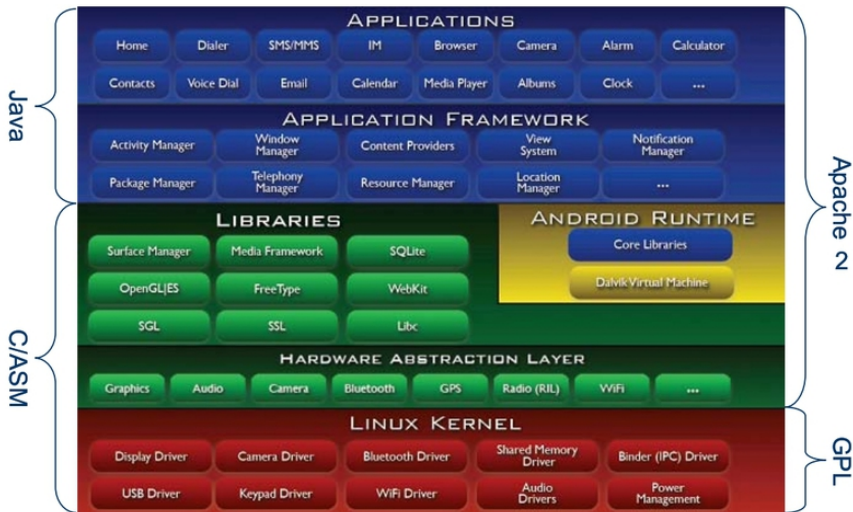 APPLICATIONS
Home Dialer SMS/MMS IM Browser Camera Alarm Calculator
Contacts Voice Dial Email Calendar Media Player Albums Clock ...
APPLICATION FRAMEWORK
Activity Manager
Window
Manager
Content Providers
View
System
Notification
Manager
Package Manager
Telephony
Manager
Resource Manager
Location
Manager
...
LIBRARIES
Surface Manager Media Framework SQLite
OpenGL|ES FreeType WebKit
SGL SSL Libc
ANDROID RUNTIME
Core Libraries
Dalvik Virtual Machine
HARDWARE ABSTRACTION LAYER
Graphics Audio Camera Bluetooth GPS Radio (RIL) WiFi ...
LINUX KERNEL
Display Driver
Camera Driver
Bluetooth Driver
Shared Memory
Driver
Binder (IPC) Driver
USB Driver
Keypad Driver
WiFi Driver
Audio
Drivers
Power
Management
Java
C/ASM
Apache 2
GPL